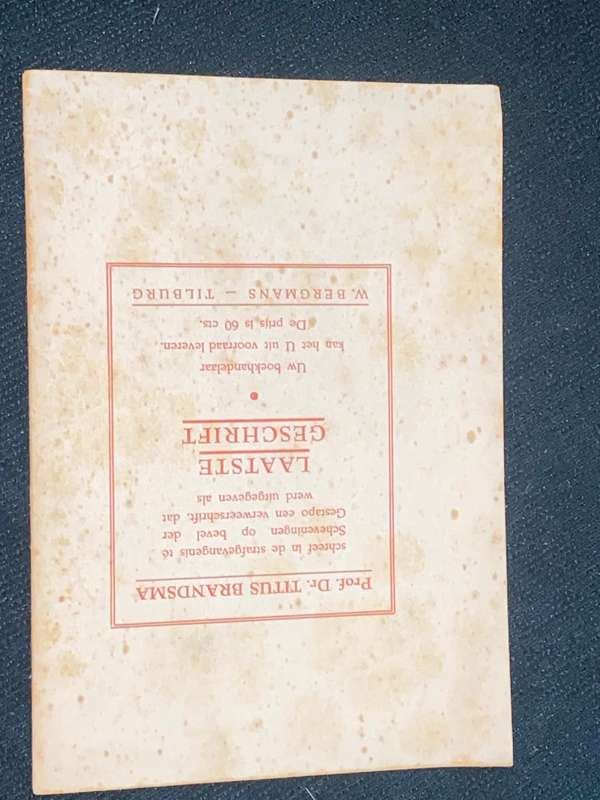 Prof. Dr. TITUS BRANDSMA
schreef in de strafgevangenis té
Scheveningen op bevel der
Gestapo een verweerschrift, dat
werd uitgegeven als
LAATSTE
GESCHRIFT
Uw boekhandelaar
kan het U uit voorraad leveren.
De prijs is 60 cts.
W. BERGMANS — TILBURG